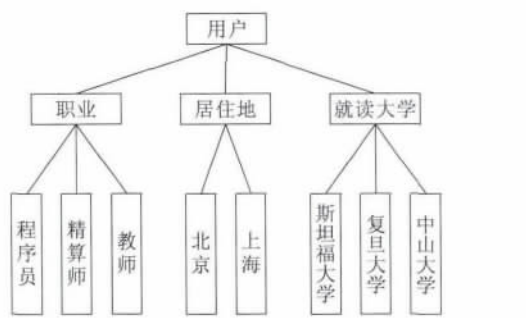 用户
职业
居住地
就读大学
程序员
精算师
教师
北京
上海
斯坦福大学
复旦大学
中山大学